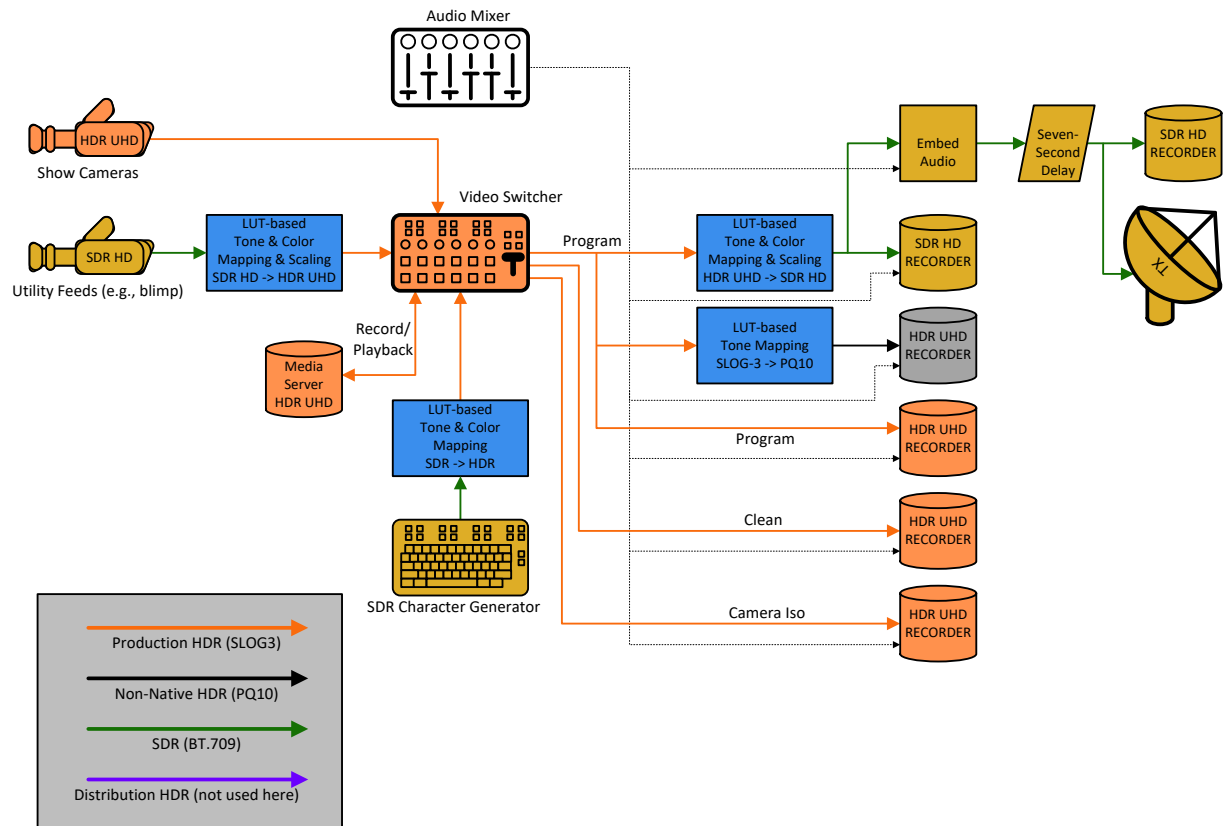 Audio Mixer
HDR UHD
Show Cameras
SDR HD
Utility Feeds (e.g., blimp)
LUT-based
Tone & Color
Mapping & Scaling
SDR HD -> HDR UHD
Video Switcher
Record/
Playback
Media
Server
HDR UHD
LUT-based
Tone & Color
Mapping
SDR -> HDR
SDR Character Generator
Program
LUT-based
Tone & Color
Mapping & Scaling
HDR UHD -> SDR HD
Embed
Audio
Seven-
Second
Delay
SDR HD
RECORDER
TX
SDR HD
RECORDER
LUT-based
Tone Mapping
SLOG-3 -> PQ10
HDR UHD
RECORDER
Program
HDR UHD
RECORDER
Clean
HDR UHD
RECORDER
Camera Iso
HDR UHD
RECORDER
Production HDR (SLOG3)
Non-Native HDR (PQ10)
SDR (BT.709)
Distribution HDR (not used here)